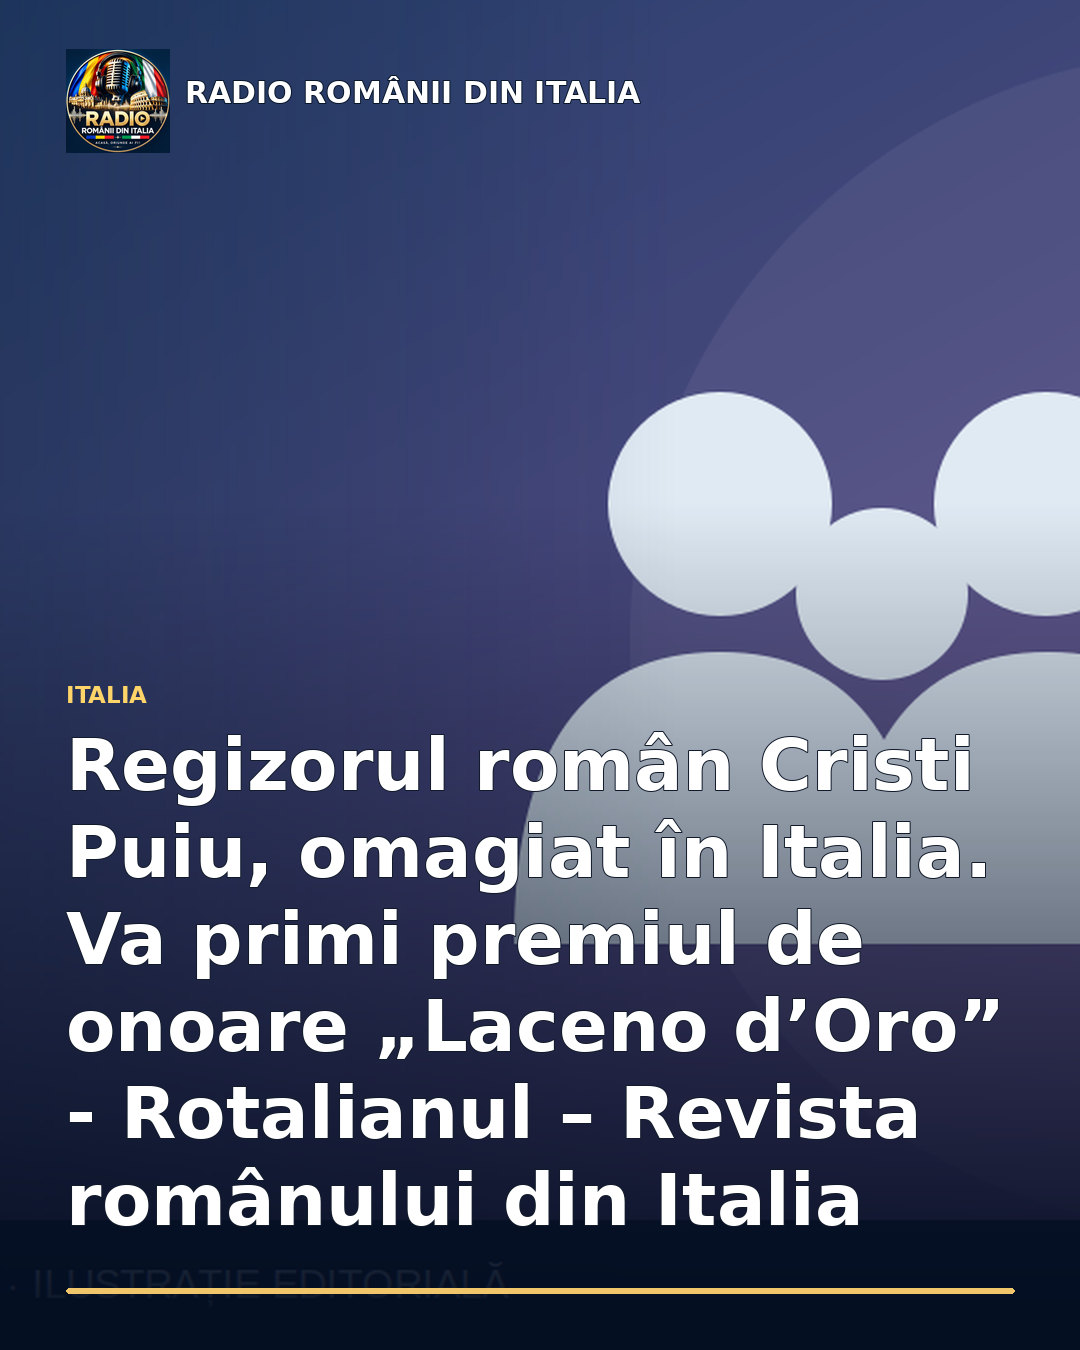 RADIO
ROMÂNII DIN ITALIA
RADIO ROMÂNII DIN ITALIA
ITALIA
Regizorul român Cristi
Puiu, omagiat în Italia.
Va primi premiul de
onoare „Laceno d’Oro”
- Rotalianul – Revista
românului din Italia
· ILUSTRAȚIE EDITORIALĂ